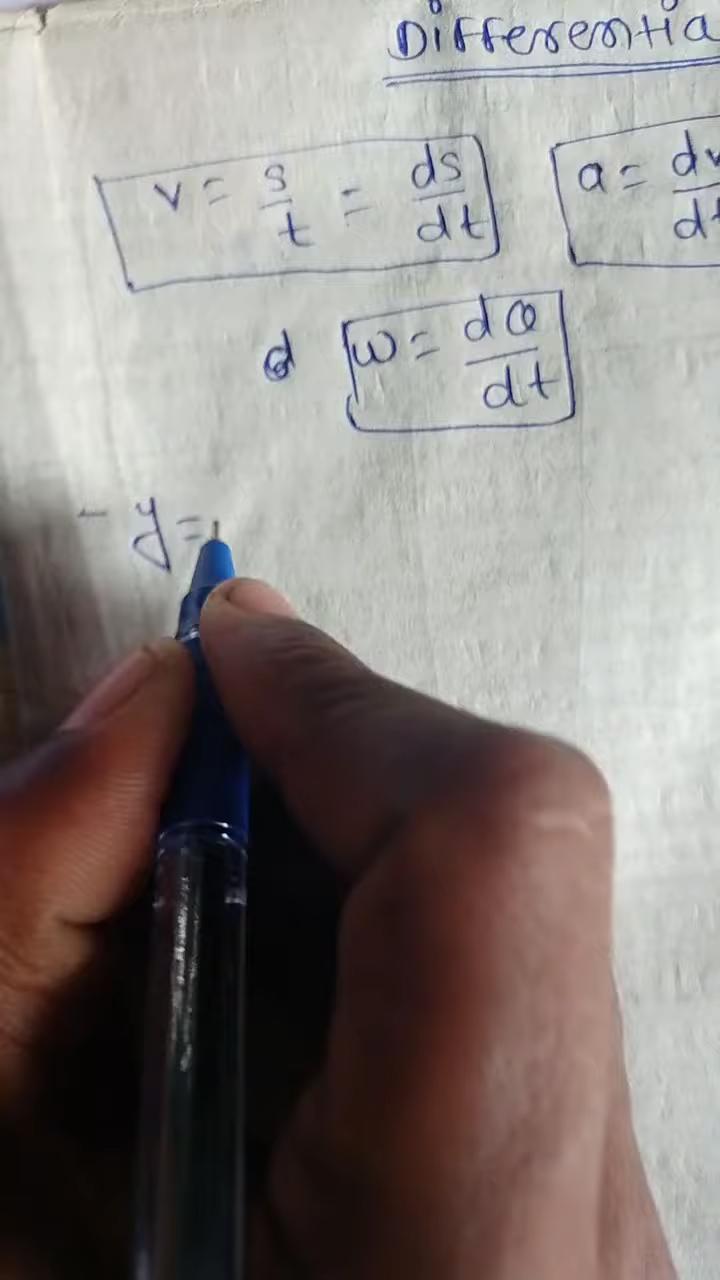 Differentia
v = s/t = ds/dt a = dv/dt
d ω = dθ/dt
- y =